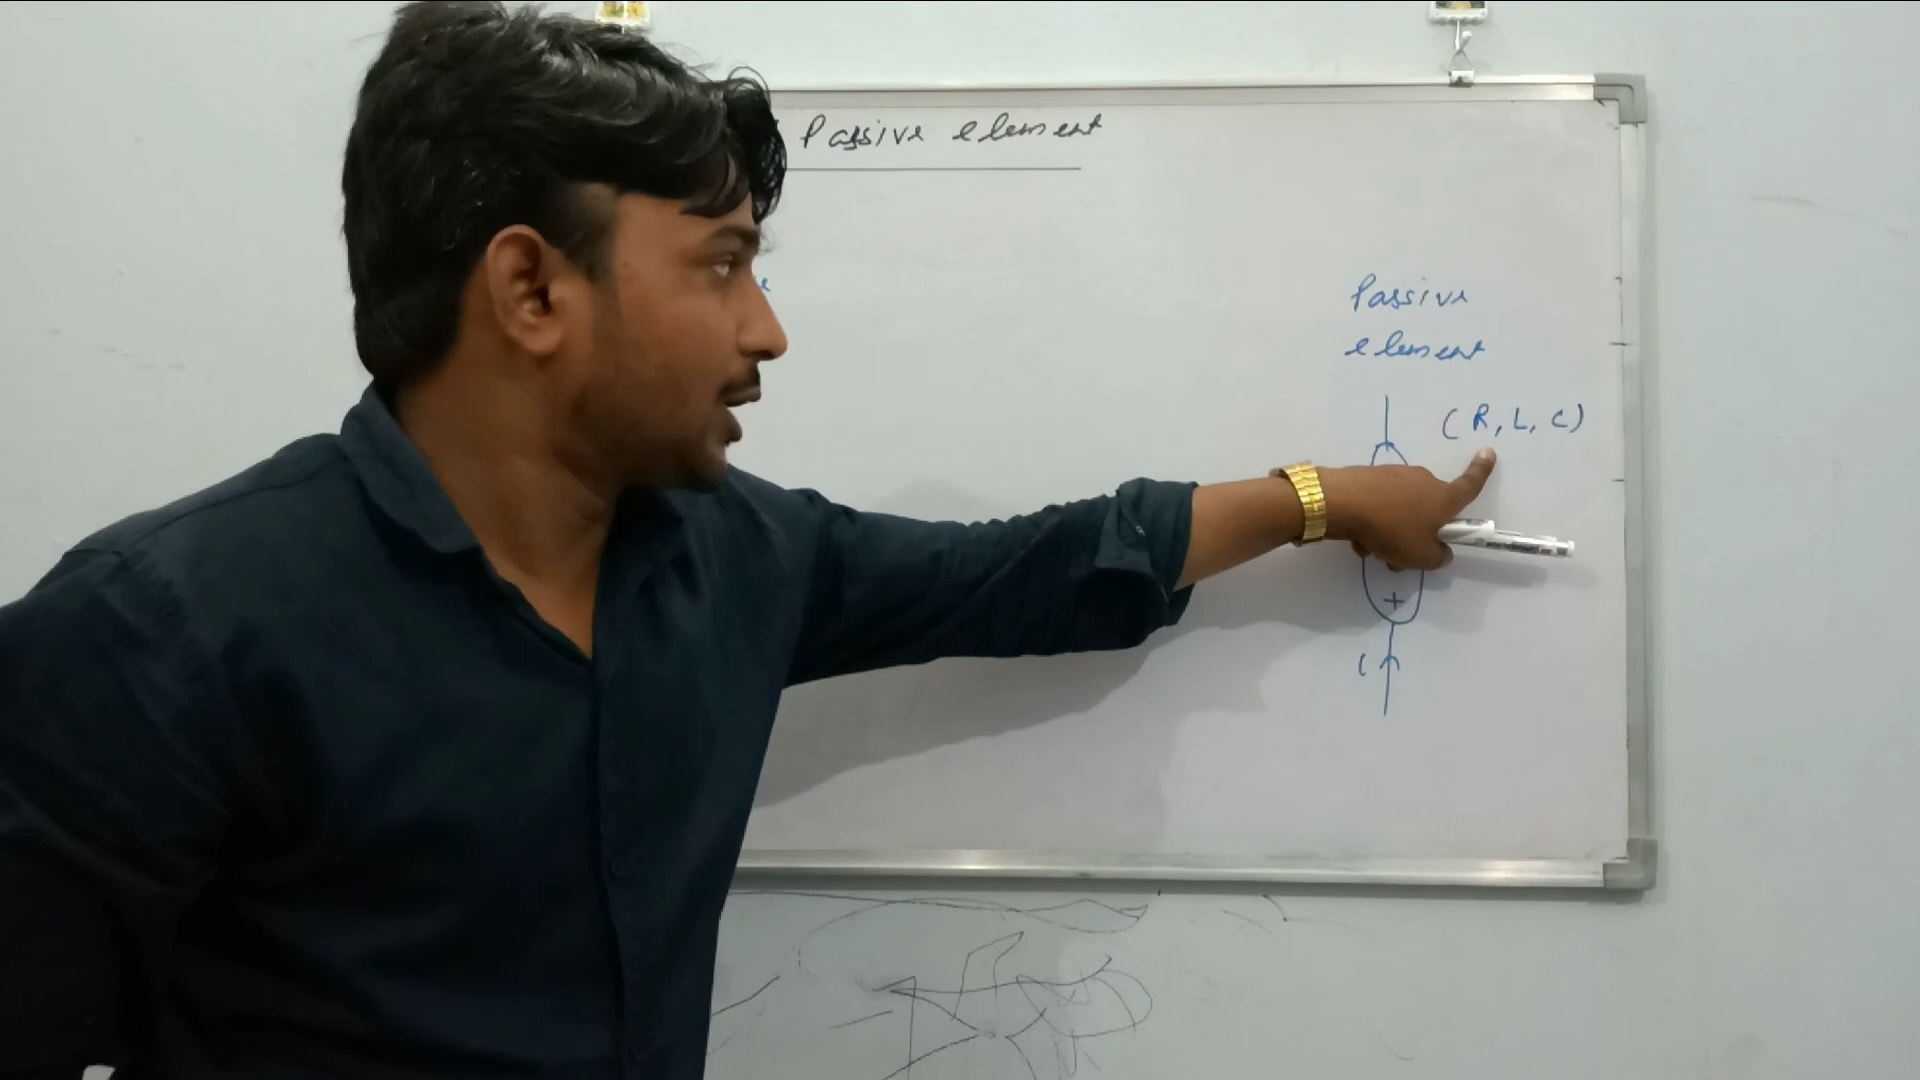 Passive element
Passive
element
(R, L, C)
+
i